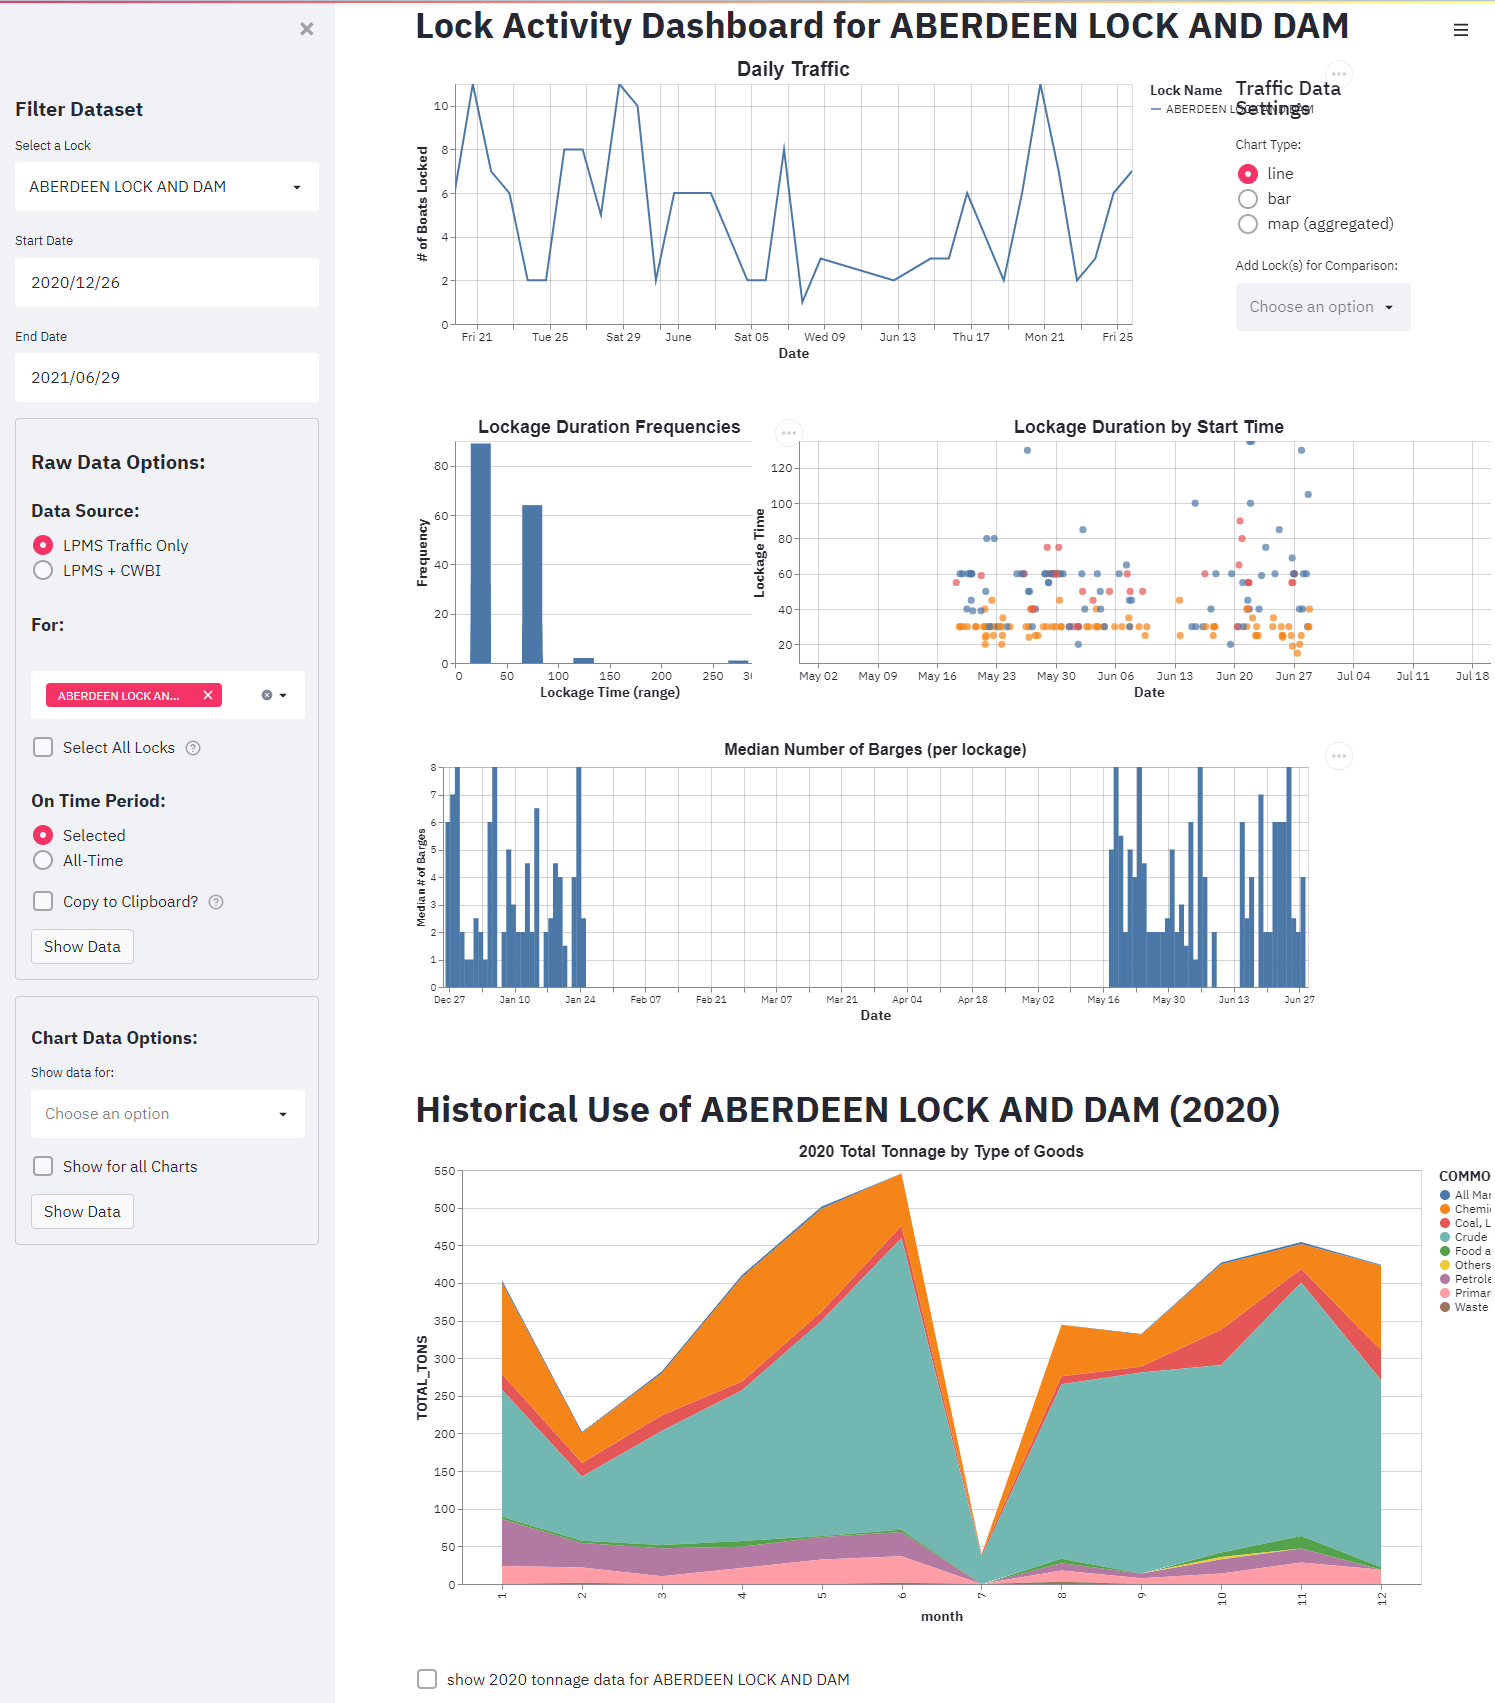 ×
Filter Dataset
Select a Lock
ABERDEEN LOCK AND DAM
Start Date
2020/12/26
End Date
2021/06/29
Raw Data Options:
Data Source:
LPMS Traffic Only
LPMS + CWBI
For:
ABERDEEN LOCK AN... ×
Select All Locks
On Time Period:
Selected
All-Time
Copy to Clipboard?
Show Data
Chart Data Options:
Show data for:
Choose an option
Show for all Charts
Show Data
Lock Activity Dashboard for ABERDEEN LOCK AND DAM
Daily Traffic
# of Boats Locked
10
8
6
4
2
0
Fri 21 Tue 25 Sat 29 June Sat 05 Wed 09 Jun 13 Thu 17 Mon 21 Fri 25
Date
Lock Name
ABERDEEN LOCK AND DAM
Traffic Data
Settings
Chart Type:
line
bar
map (aggregated)
Add Lock(s) for Comparison:
Choose an option
Lockage Duration Frequencies
Frequency
80
60
40
20
0
0 50 100 150 200 250
Lockage Time (range)
Lockage Duration by Start Time
Lockage Time
120
100
80
60
40
20
May 02 May 09 May 16 May 23 May 30 Jun 06 Jun 13 Jun 20 Jun 27 Jul 04 Jul 11 Jul 18
Date
Median Number of Barges (per lockage)
Median # of Barges
8
7
6
5
4
3
2
1
0
Dec 27 Jan 10 Jan 24 Feb 07 Feb 21 Mar 07 Mar 21 Apr 04 Apr 18 May 02 May 16 May 30 Jun 13 Jun 27
Date
Historical Use of ABERDEEN LOCK AND DAM (2020)
2020 Total Tonnage by Type of Goods
TOTAL_TONS
550
500
450
400
350
300
250
200
150
100
50
0
1 2 3 4 5 6 7 8 9 10 11 12
month
COMMO
All Mar
Chemi
Coal, L
Crude
Food a
Others
Petrole
Primar
Waste
show 2020 tonnage data for ABERDEEN LOCK AND DAM